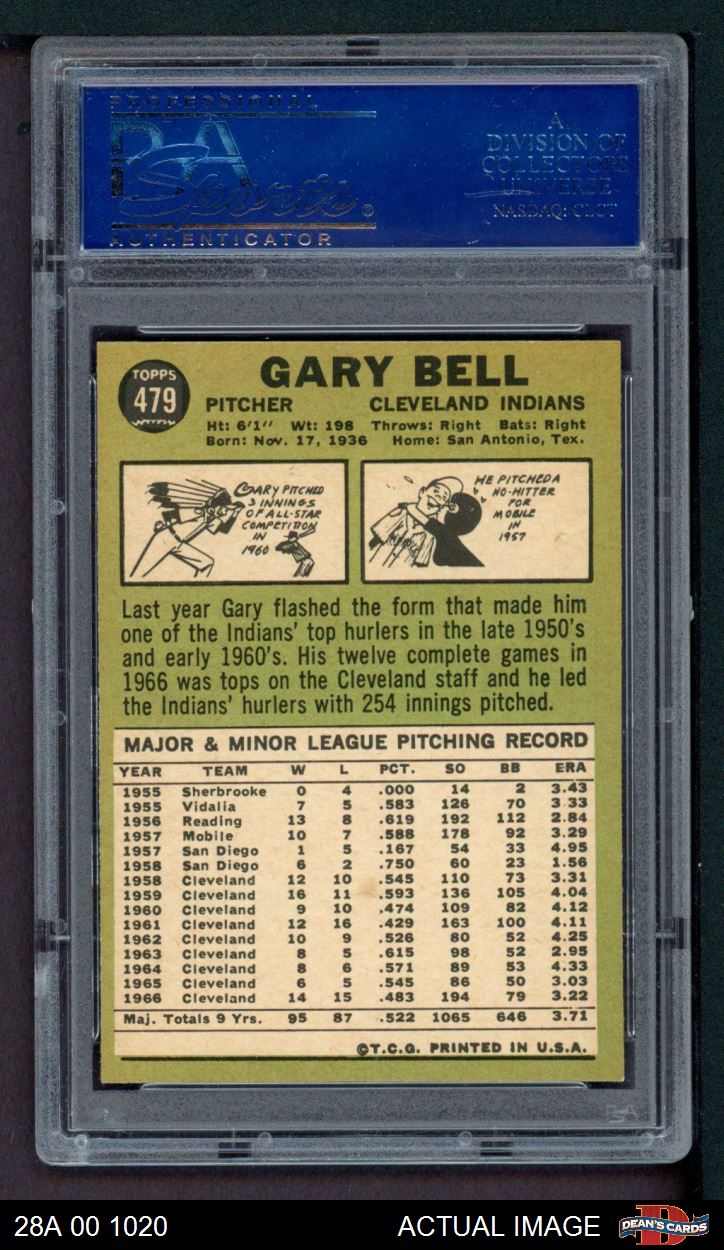 PROFESSIONAL
PSA
Sports®
AUTHENTICATOR
A
DIVISION OF
COLLECTORS
UNIVERSE
NASDAQ: CLCT
TOPPS
479
GARY BELL
PITCHER CLEVELAND INDIANS
Ht: 6'1'' Wt: 198 Throws: Right Bats: Right
Born: Nov. 17, 1936 Home: San Antonio, Tex.
GARY PITCHED
3 INNINGS
OF ALL-STAR
COMPETITION
IN
1960
HE PITCHED A
NO-HITTER
FOR
MOBILE
IN
1957
Last year Gary flashed the form that made him
one of the Indians' top hurlers in the late 1950's
and early 1960's. His twelve complete games in
1966 was tops on the Cleveland staff and he led
the Indians' hurlers with 254 innings pitched.
MAJOR & MINOR LEAGUE PITCHING RECORD
YEAR TEAM W L PCT. SO BB ERA
1955 Sherbrooke 0 4 .000 14 2 3.43
1955 Vidalia 7 5 .583 126 70 3.33
1956 Reading 13 8 .619 192 112 2.84
1957 Mobile 10 7 .588 178 92 3.29
1957 San Diego 1 5 .167 54 33 4.95
1958 San Diego 6 2 .750 60 23 1.56
1958 Cleveland 12 10 .545 110 73 3.31
1959 Cleveland 16 11 .593 136 105 4.04
1960 Cleveland 9 10 .474 109 82 4.12
1961 Cleveland 12 16 .429 163 100 4.11
1962 Cleveland 10 9 .526 80 52 4.25
1963 Cleveland 8 5 .615 98 52 2.95
1964 Cleveland 8 6 .571 89 53 4.33
1965 Cleveland 6 5 .545 86 50 3.03
1966 Cleveland 14 15 .483 194 79 3.22
Maj. Totals 9 Yrs. 95 87 .522 1065 646 3.71
©T.C.G. PRINTED IN U.S.A.
28A 00 1020 ACTUAL IMAGE
DEAN'S CARDS